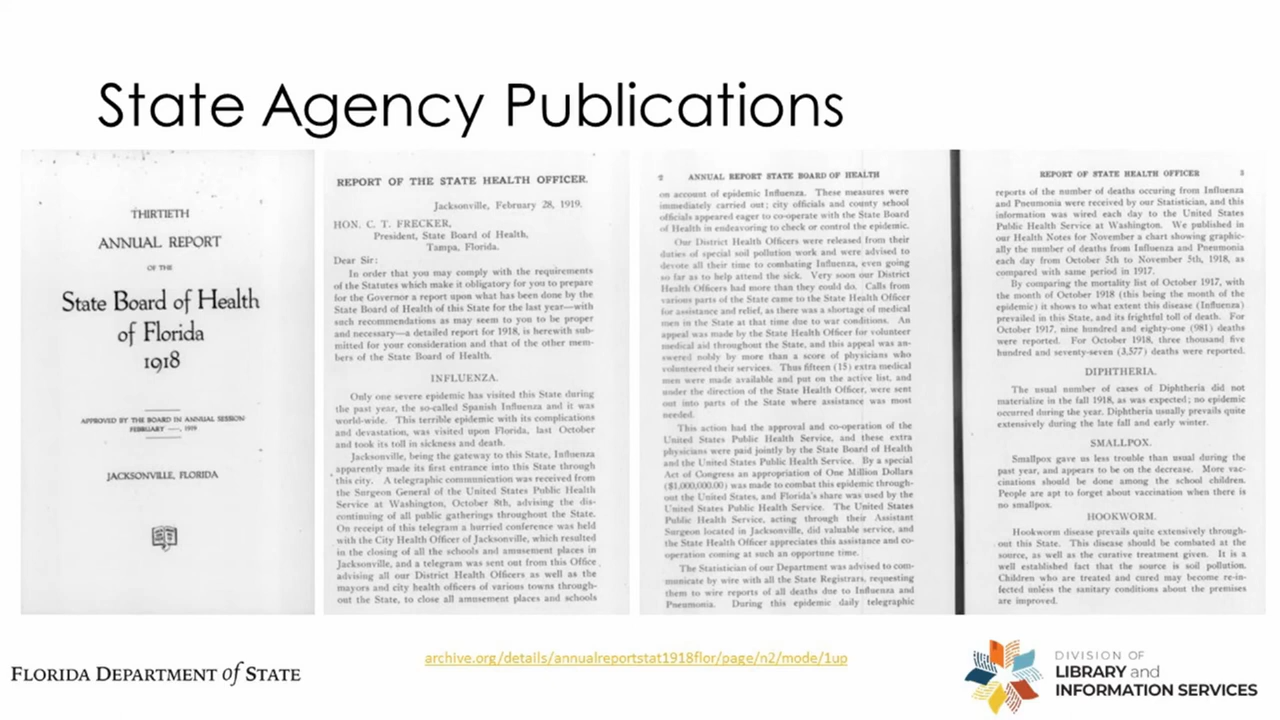 State Agency Publications
THIRTIETH
ANNUAL REPORT
OF THE
State Board of Health
of Florida
1918
APPROVED BY THE BOARD IN ANNUAL SESSION
FEBRUARY —, 1919
JACKSONVILLE, FLORIDA
REPORT OF THE STATE HEALTH OFFICER.
Jacksonville, February 28, 1919.
HON. C. T. FRECKER,
President, State Board of Health,
Tampa, Florida.
Dear Sir:
In order that you may comply with the requirements
of the Statutes which make it obligatory for you to prepare
for the Governor a report upon what has been done by the
State Board of Health of this State for the last year—with
such recommendations as may seem to you to be proper
and necessary—a detailed report for 1918, is herewith sub-
mitted for your consideration and that of the other mem-
bers of the State Board of Health.
INFLUENZA.
Only one severe epidemic has visited this State during
the past year, the so-called Spanish Influenza and it was
world-wide. This terrible epidemic with its complications
and devastation, was visited upon Florida, last October
and took its toll in sickness and death.
Jacksonville, being the gateway to this State, Influenza
apparently made its first entrance into this State through
this city. A telegraphic communication was received from
the Surgeon General of the United States Public Health
Service at Washington, October 8th, advising the dis-
continuing of all public gatherings throughout the State.
On receipt of this telegram a hurried conference was held
with the City Health Officer of Jacksonville, which resulted
in the closing of all the schools and amusement places in
Jacksonville, and a telegram was sent out from this Office
advising all our District Health Officers as well as the
mayors and city health officers of various towns through-
out the State, to close all amusement places and schools
2 ANNUAL REPORT STATE BOARD OF HEALTH
on account of epidemic Influenza. These measures were
immediately carried out; city officials and county school
officials appeared eager to co-operate with the State Board
of Health in endeavoring to check or control the epidemic.
Our District Health Officers were released from their
duties of special soil pollution work and were advised to
devote all their time to combating Influenza, even going
so far as to help attend the sick. Very soon our District
Health Officers had more than they could do. Calls from
various parts of the State came to the State Health Officer
for assistance and relief, as there was a shortage of medical
men in the State at that time due to war conditions. An
appeal was made by the State Health Officer for volunteer
medical aid throughout the State, and this appeal was an-
swered nobly by more than a score of physicians who
volunteered their services. Thus fifteen (15) extra medical
men were made available and put on the active list, and
under the direction of the State Health Officer, were sent
out into parts of the State where assistance was most
needed.
This action had the approval and co-operation of the
United States Public Health Service, and these extra
physicians were paid jointly by the State Board of Health
and the United States Public Health Service. By a special
Act of Congress an appropriation of One Million Dollars
($1,000,000.00) was made to combat this epidemic through-
out the United States, and Florida's share was used by the
United States Public Health Service. The United States
Public Health Service, acting through their Assistant
Surgeon located in Jacksonville, did valuable service, and
the State Health Officer appreciates this assistance and co-
operation coming at such an opportune time.
The Statistician of our Department was advised to com-
municate by wire with all the State Registrars, requesting
them to wire reports of all deaths due to Influenza and
Pneumonia. During this epidemic daily telegraphic
REPORT OF STATE HEALTH OFFICER 3
reports of the number of deaths occuring from Influenza
and Pneumonia were received by our Statistician, and this
information was wired each day to the United States
Public Health Service at Washington. We published in
our Health Notes for November a chart showing graphic-
ally the number of deaths from Influenza and Pneumonia
each day from October 5th to November 5th, 1918, as
compared with same period in 1917.
By comparing the mortality list of October 1917, with
the month of October 1918 (this being the month of the
epidemic) it shows to what extent this disease (Influenza)
prevailed in this State, and its frightful toll of death. For
October 1917, nine hundred and eighty-one (981) deaths
were reported. For October 1918, three thousand five
hundred and seventy-seven (3,577) deaths were reported.
DIPHTHERIA.
The usual number of cases of Diphtheria did not
materialize in the fall 1918, as was expected; no epidemic
occurred during the year. Diphtheria usually prevails quite
extensively during the late fall and early winter.
SMALLPOX.
Smallpox gave us less trouble than usual during the
past year, and appears to be on the decrease. More vac-
cinations should be done among the school children.
People are apt to forget about vaccination when there is
no smallpox.
HOOKWORM.
Hookworm disease prevails quite extensively through-
out this State. This disease should be combated at the
source, as well as the curative treatment given. It is a
well established fact that the source is soil pollution.
Children who are treated and cured may become re-in-
fected unless the sanitary conditions about the premises
are improved.
archive.org/details/annualreportstat1918flor/page/n2/mode/1up
FLORIDA DEPARTMENT of STATE
DIVISION OF
LIBRARY and
INFORMATION SERVICES